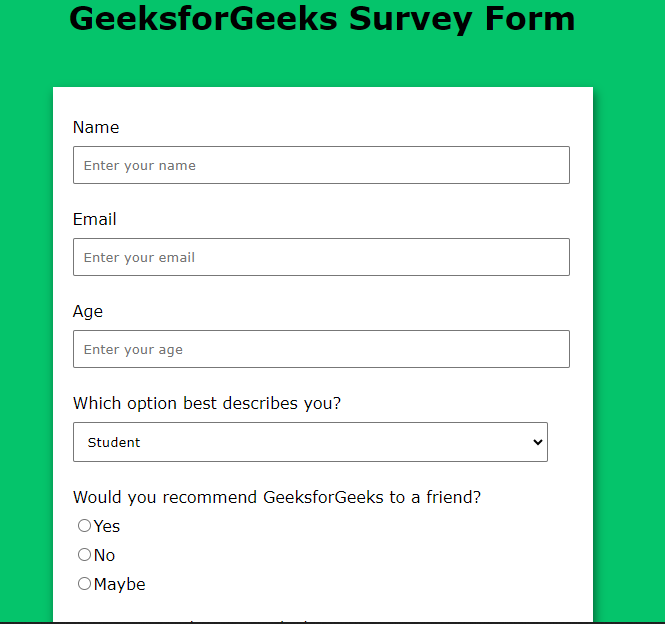 GeeksforGeeks Survey Form
Name
Enter your name
Email
Enter your email
Age
Enter your age
Which option best describes you?
Student
Would you recommend GeeksforGeeks to a friend?
Yes
No
Maybe